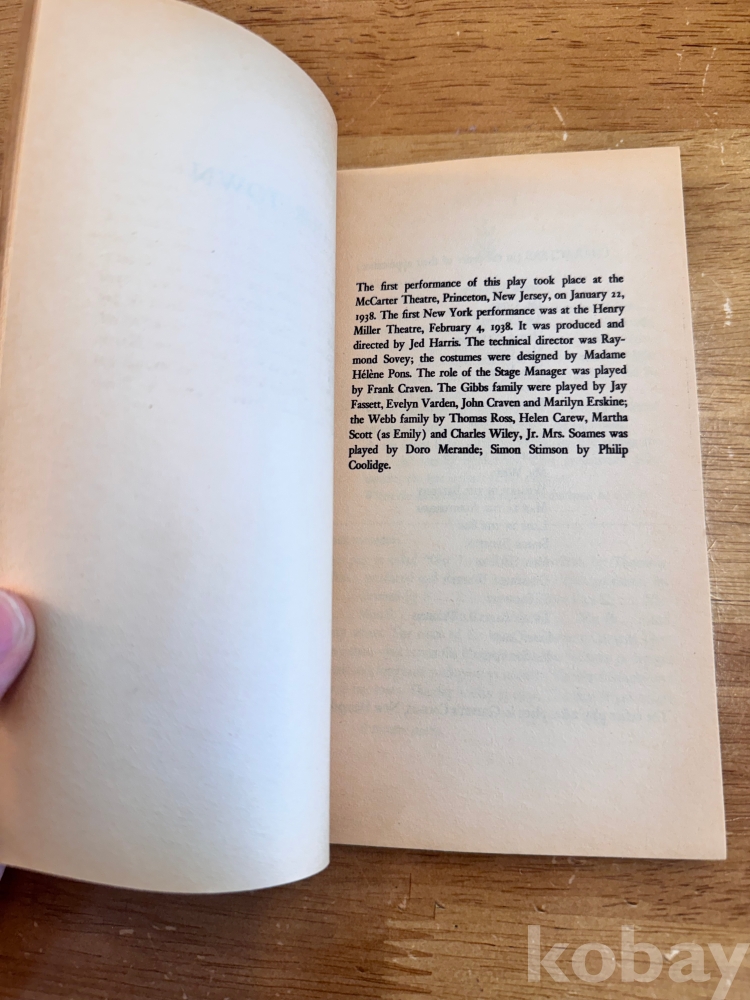 The first performance of this play took place at the
McCarter Theatre, Princeton, New Jersey, on January 22,
1938. The first New York performance was at the Henry
Miller Theatre, February 4, 1938. It was produced and
directed by Jed Harris. The technical director was Ray-
mond Sovey; the costumes were designed by Madame
Hélène Pons. The role of the Stage Manager was played
by Frank Craven. The Gibbs family were played by Jay
Fassett, Evelyn Varden, John Craven and Marilyn Erskine;
the Webb family by Thomas Ross, Helen Carew, Martha
Scott (as Emily) and Charles Wiley, Jr. Mrs. Soames was
played by Doro Merande; Simon Stimson by Philip
Coolidge.
kobay